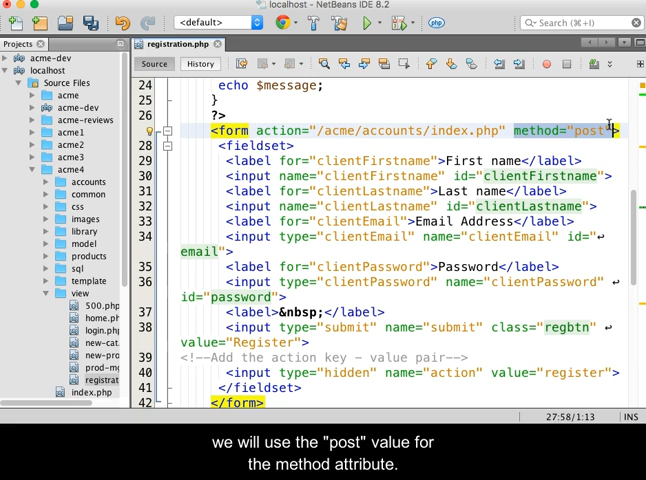 localhost - NetBeans IDE 8.2
<default>
php
Search (⌘+I)
Projects
registration.php
Source
History
acme-dev
localhost
Source Files
acme
acme-dev
acme-reviews
acme1
acme2
acme3
acme4
accounts
common
css
images
library
model
products
sql
template
view
500.php
home.ph
login.php
new-cat.
new-pro
prod-mg
registrat
index.php
24 echo $message;
25 }
26 ?>
<form action="/acme/accounts/index.php" method="post">
28 <fieldset>
29 <label for="clientFirstname">First name</label>
30 <input name="clientFirstname" id="clientFirstname">
31 <label for="clientLastname">Last name</label>
32 <input name="clientLastname" id="clientLastname">
33 <label for="clientEmail">Email Address</label>
34 <input type="clientEmail" name="clientEmail" id="↩
email">
35 <label for="clientPassword">Password</label>
36 <input type="clientPassword" name="clientPassword" ↩
id="password">
37 <label>&nbsp;</label>
38 <input type="submit" name="submit" class="regbtn" ↩
value="Register">
39 <!--Add the action key - value pair-->
40 <input type="hidden" name="action" value="register">
41 </fieldset>
42 </form>
27:58/1:13 INS
we will use the "post" value for
the method attribute.